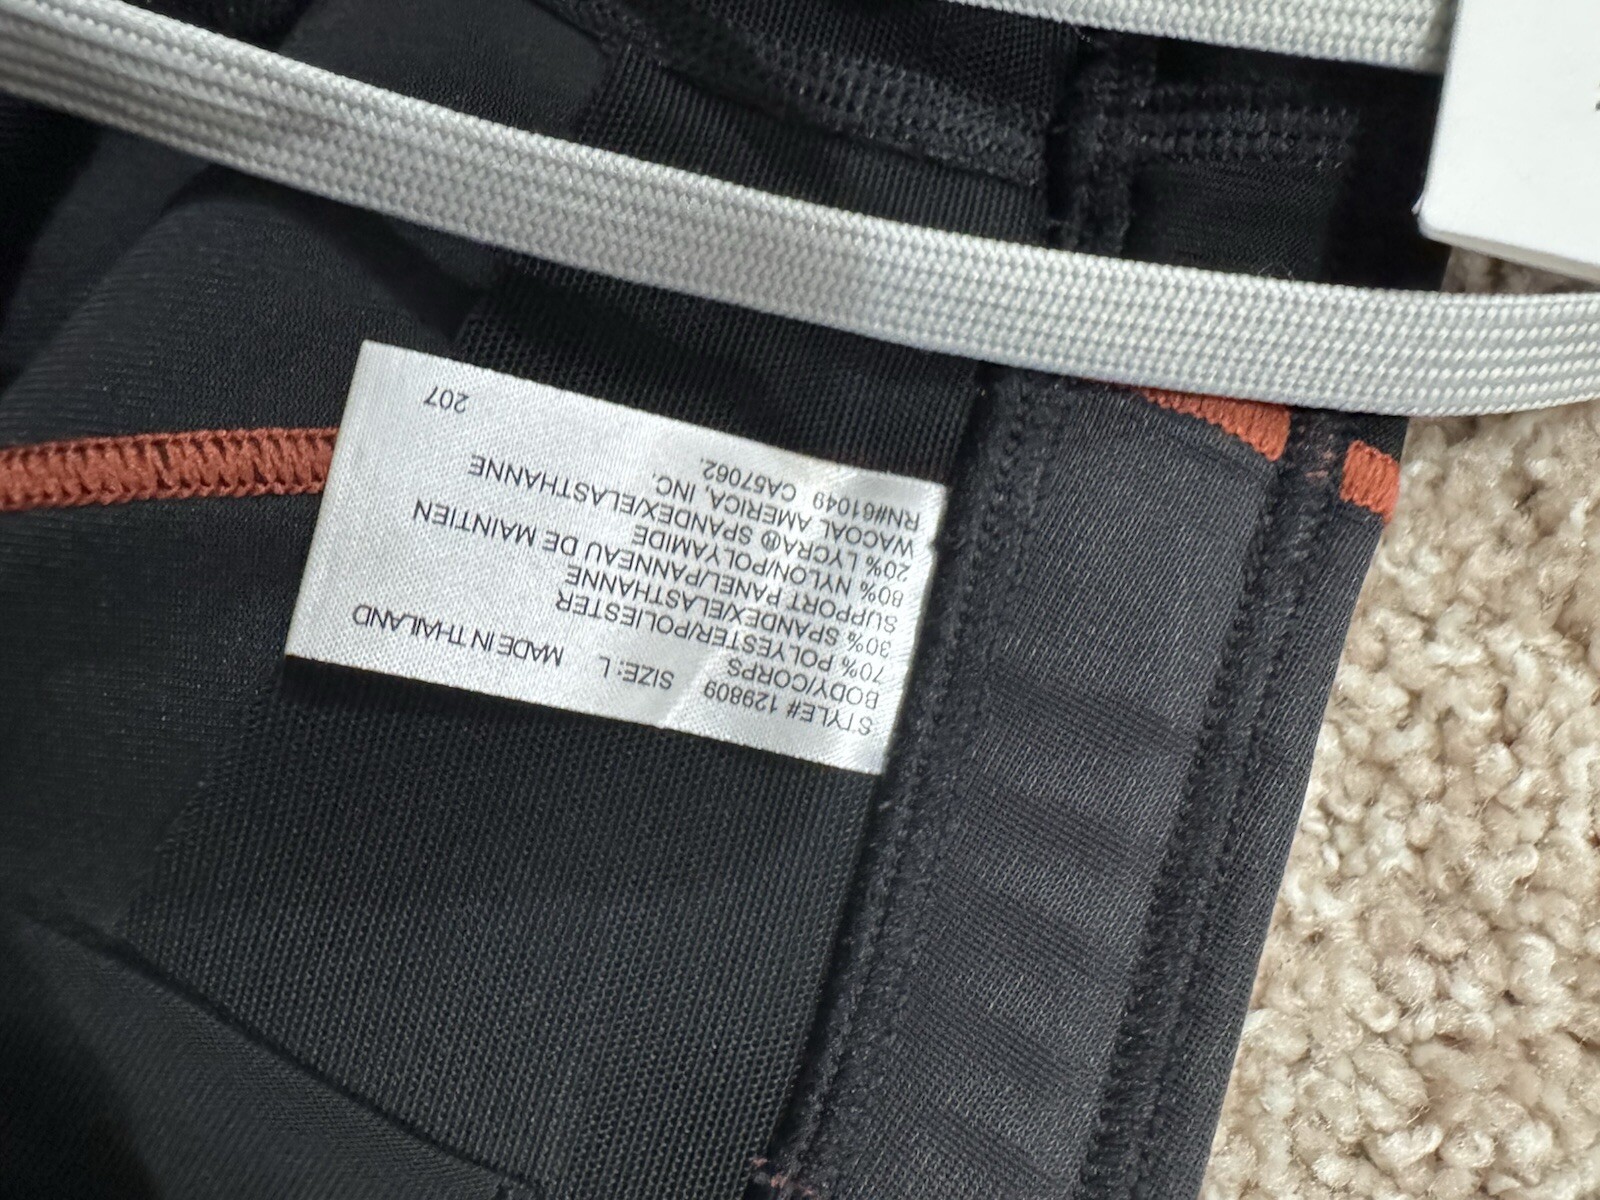 STYLE# 129809 SIZE: L MADE IN THAILAND
BODY/CORPS
70% POLYESTER/POLIESTER
30% SPANDEX/ELASTHANNE
SUPPORT PANEL/PANNEAU DE MAINTIEN
80% NYLON/POLYAMIDE
20% LYCRA® SPANDEX/ELASTHANNE
WACOAL AMERICA, INC.
RN#61049 CA57062.
207